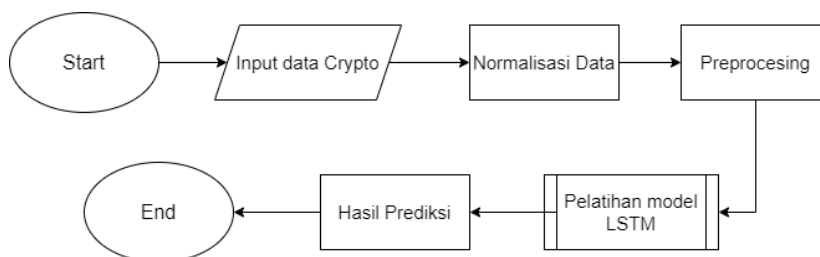 Start
Input data Crypto
Normalisasi Data
Preprocesing
Pelatihan model
LSTM
Hasil Prediksi
End